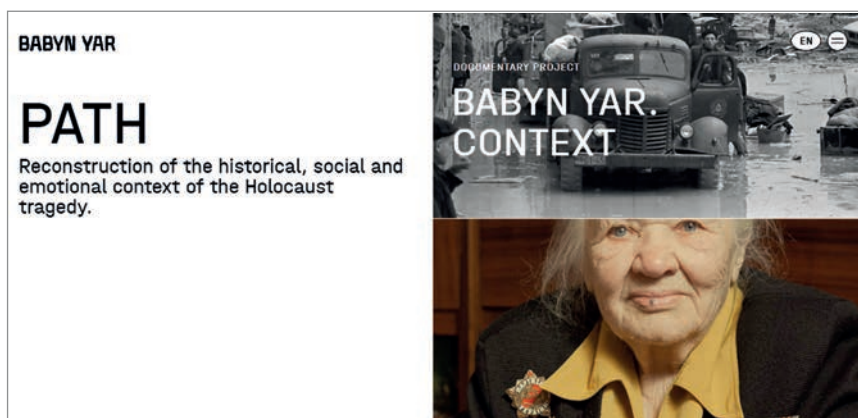 BABYN YAR
PATH
Reconstruction of the historical, social and
emotional context of the Holocaust
tragedy.
EN
DOCUMENTARY PROJECT
BABYN YAR.
CONTEXT